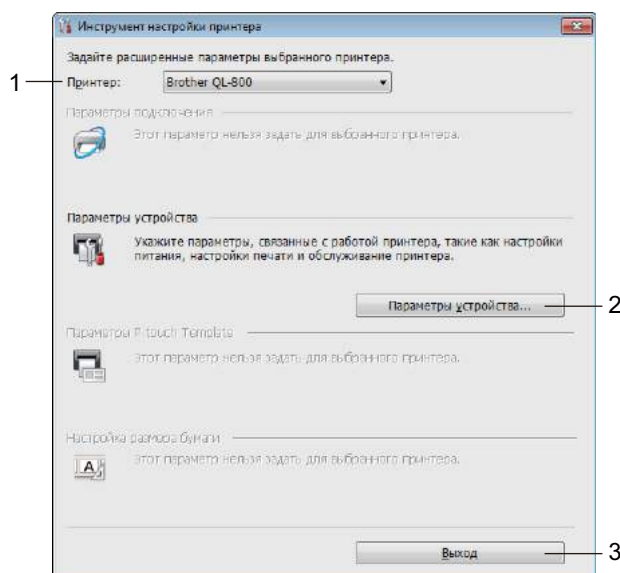 Инструмент настройки принтера
Задайте расширенные параметры выбранного принтера.
1
Принтер:
Brother QL-800
Параметры подключения
Этот параметр нельзя задать для выбранного принтера.
Параметры устройства
Укажите параметры, связанные с работой принтера, такие как настройки
питания, настройки печати и обслуживание принтера.
Параметры устройства...
2
Параметры P-touch Template
Этот параметр нельзя задать для выбранного принтера.
Настройка размера бумаги
Этот параметр нельзя задать для выбранного принтера.
Выход
3